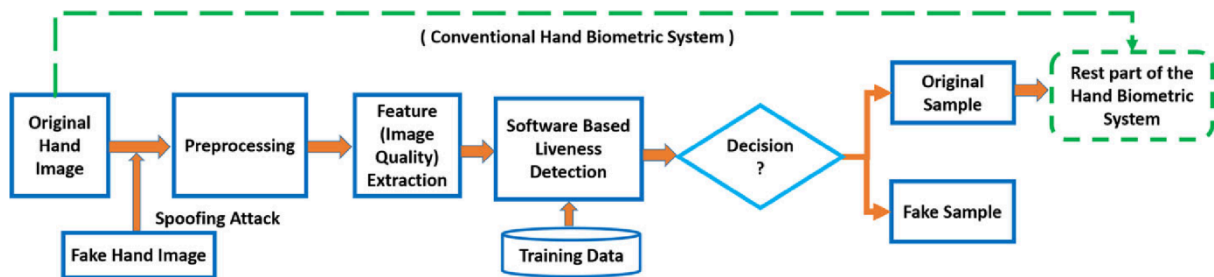 ( Conventional Hand Biometric System )
Original
Hand
Image
Preprocessing
Feature
(Image
Quality)
Extraction
Software Based
Liveness
Detection
Decision
?
Original
Sample
Rest part of the
Hand Biometric
System
Spoofing Attack
Fake Hand Image
Training Data
Fake Sample